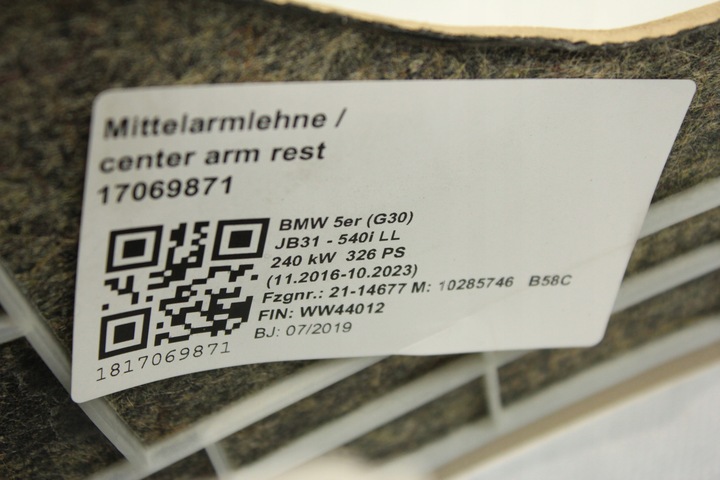 Mittelarmlehne /
center arm rest
17069871
BMW 5er (G30)
JB31 - 540i LL
240 kW 326 PS
(11.2016-10.2023)
Fzgnr.: 21-14677 M: 10285746 B58C
FIN: WW44012
BJ: 07/2019
1817069871